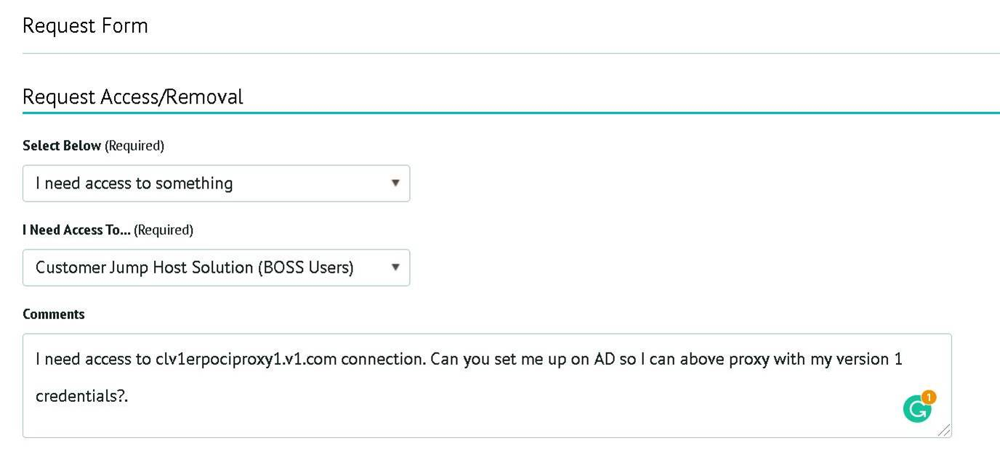 Request Form
Request Access/Removal
Select Below (Required)
I need access to something
I Need Access To... (Required)
Customer Jump Host Solution (BOSS Users)
Comments
I need access to clv1erpociproxy1.v1.com connection. Can you set me up on AD so I can above proxy with my version 1
credentials?.
1